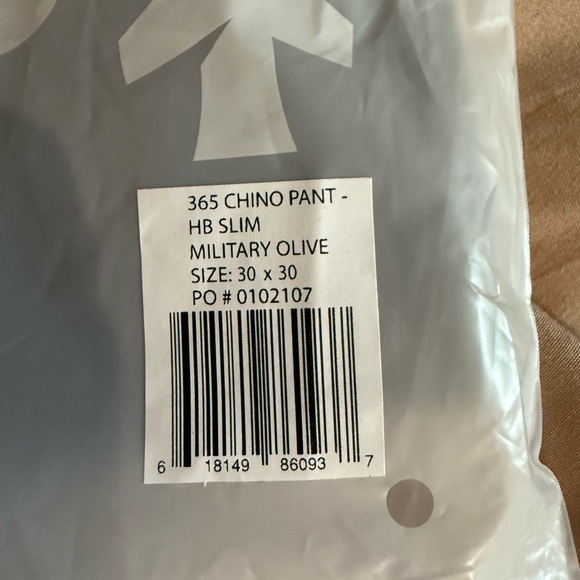 365 CHINO PANT -
HB SLIM
MILITARY OLIVE
SIZE: 30 x 30
PO # 0102107
6 18149 86093 7